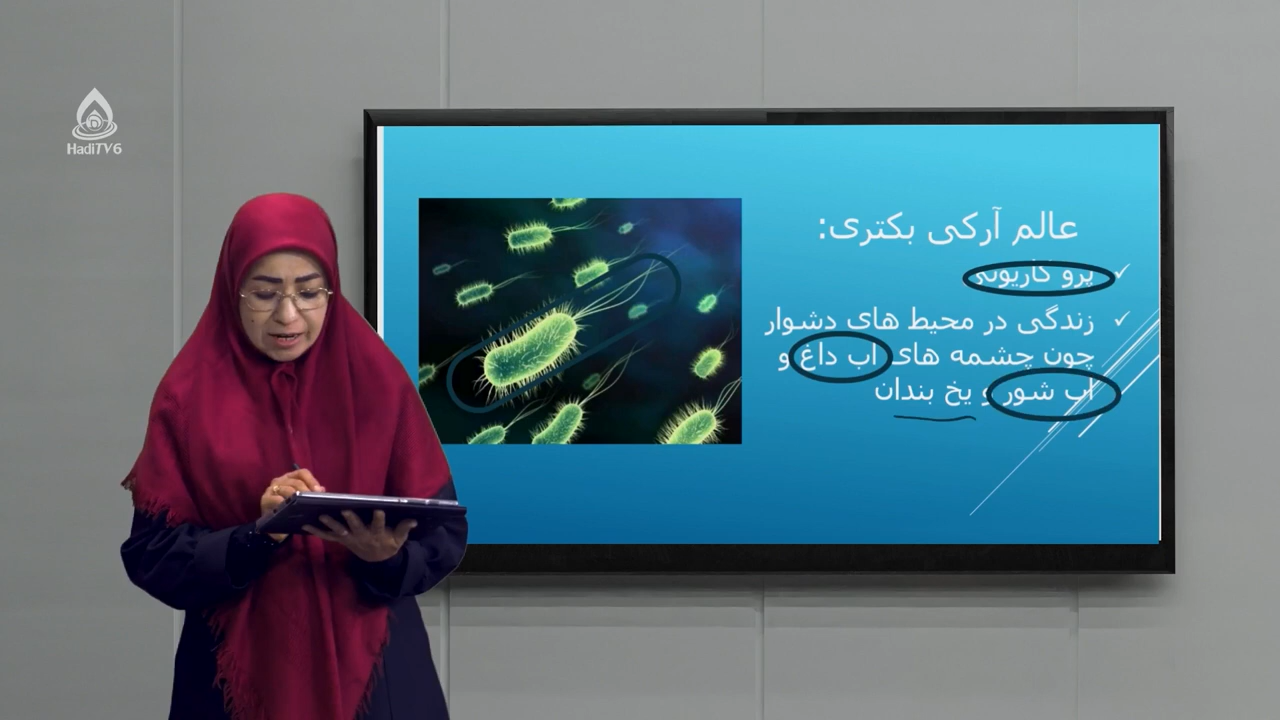 HadiTV6
عالم آرکی بکتری:
✓ پرو کاریوتی
✓ زندگی در محیط های دشوار
چون چشمه های اب داغ و
اب شور و یخ بندان